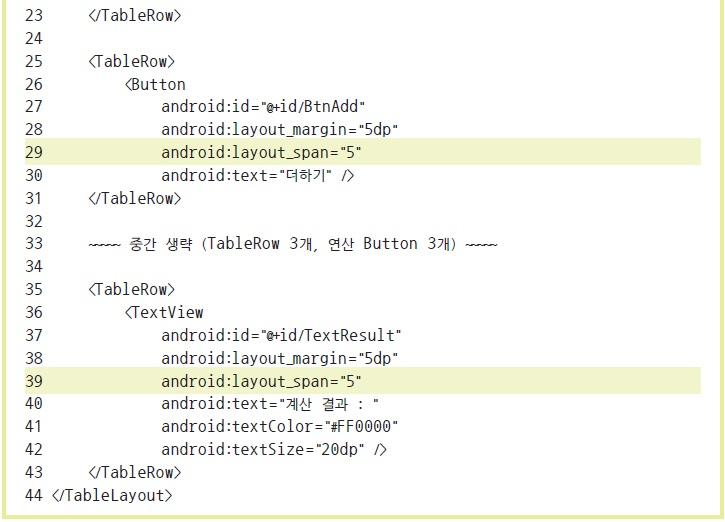 23     </TableRow>
24
25     <TableRow>
26         <Button
27             android:id="@+id/BtnAdd"
28             android:layout_margin="5dp"
29             android:layout_span="5"
30             android:text="더하기" />
31     </TableRow>
32
33     ~~~~~ 중간 생략 (TableRow 3개, 연산 Button 3개) ~~~~~
34
35     <TableRow>
36         <TextView
37             android:id="@+id/TextResult"
38             android:layout_margin="5dp"
39             android:layout_span="5"
40             android:text="계산 결과 : "
41             android:textColor="#FF0000"
42             android:textSize="20dp" />
43     </TableRow>
44 </TableLayout>